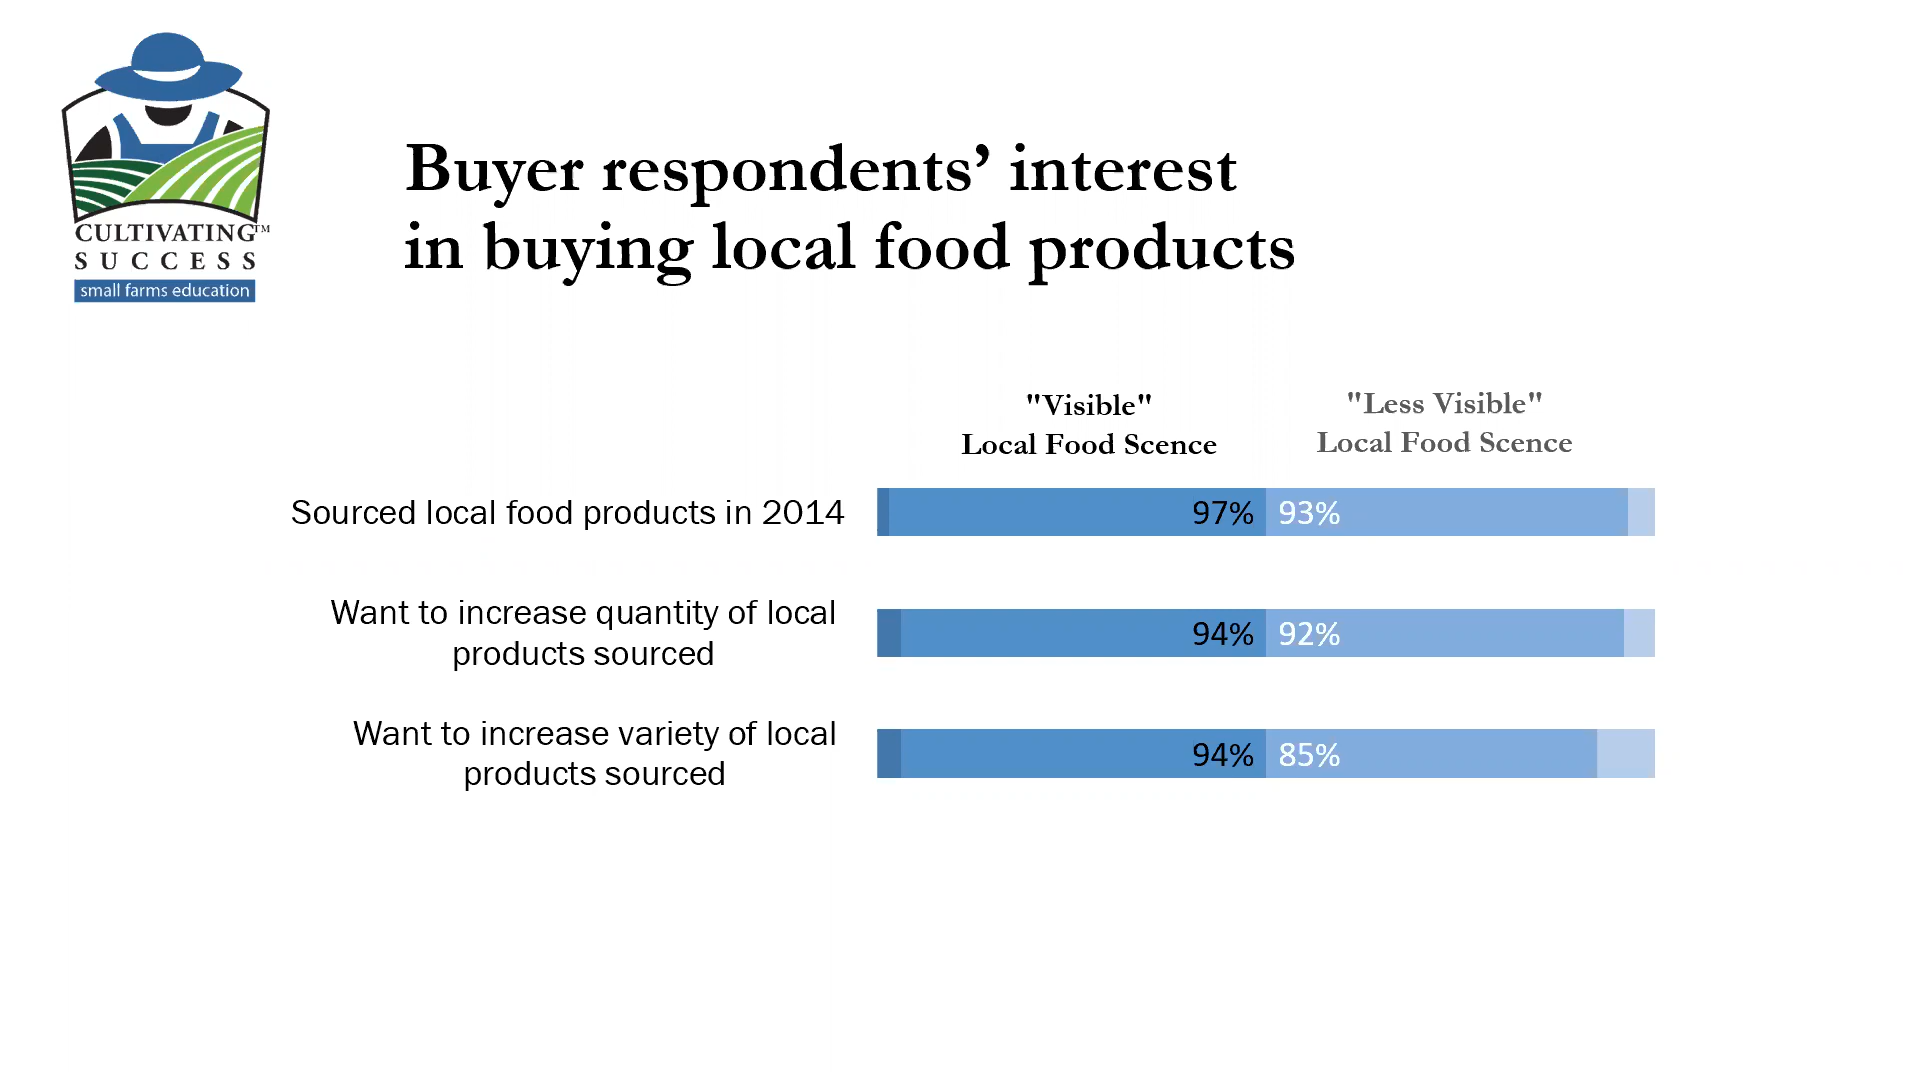 CULTIVATING™
SUCCESS
small farms education
Buyer respondents’ interest
in buying local food products
"Visible"
Local Food Scence
"Less Visible"
Local Food Scence
Sourced local food products in 2014
97% 93%
Want to increase quantity of local
products sourced
94% 92%
Want to increase variety of local
products sourced
94% 85%